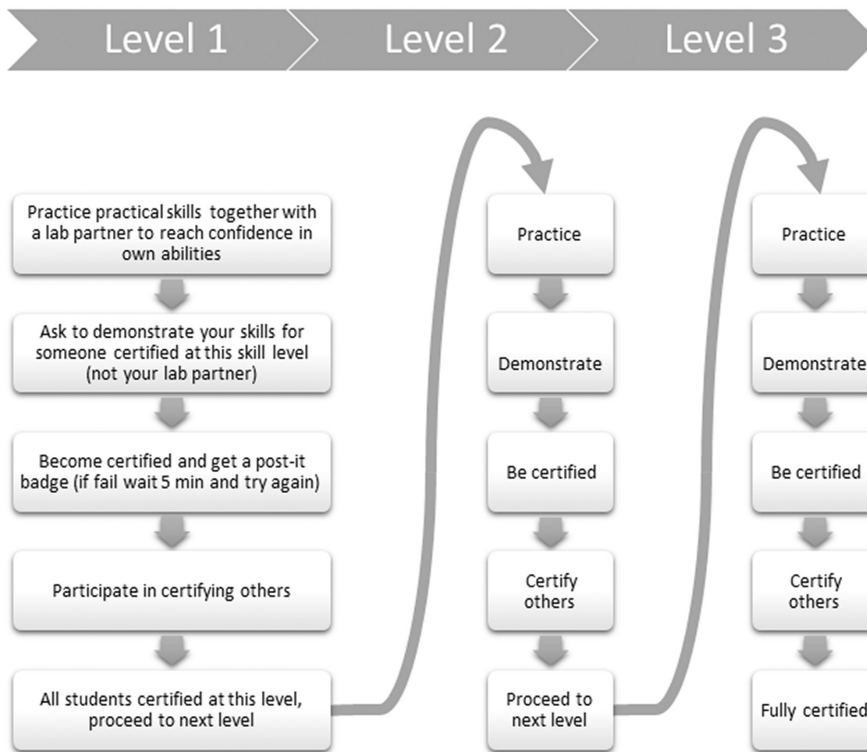 Level 1
Level 2
Level 3
Practice practical skills together with
a lab partner to reach confidence in
own abilities
Ask to demonstrate your skills for
someone certified at this skill level
(not your lab partner)
Become certified and get a post-it
badge (if fail wait 5 min and try again)
Participate in certifying others
All students certified at this level,
proceed to next level
Practice
Demonstrate
Be certified
Certify
others
Proceed to
next level
Practice
Demonstrate
Be certified
Certify
others
Fully certified